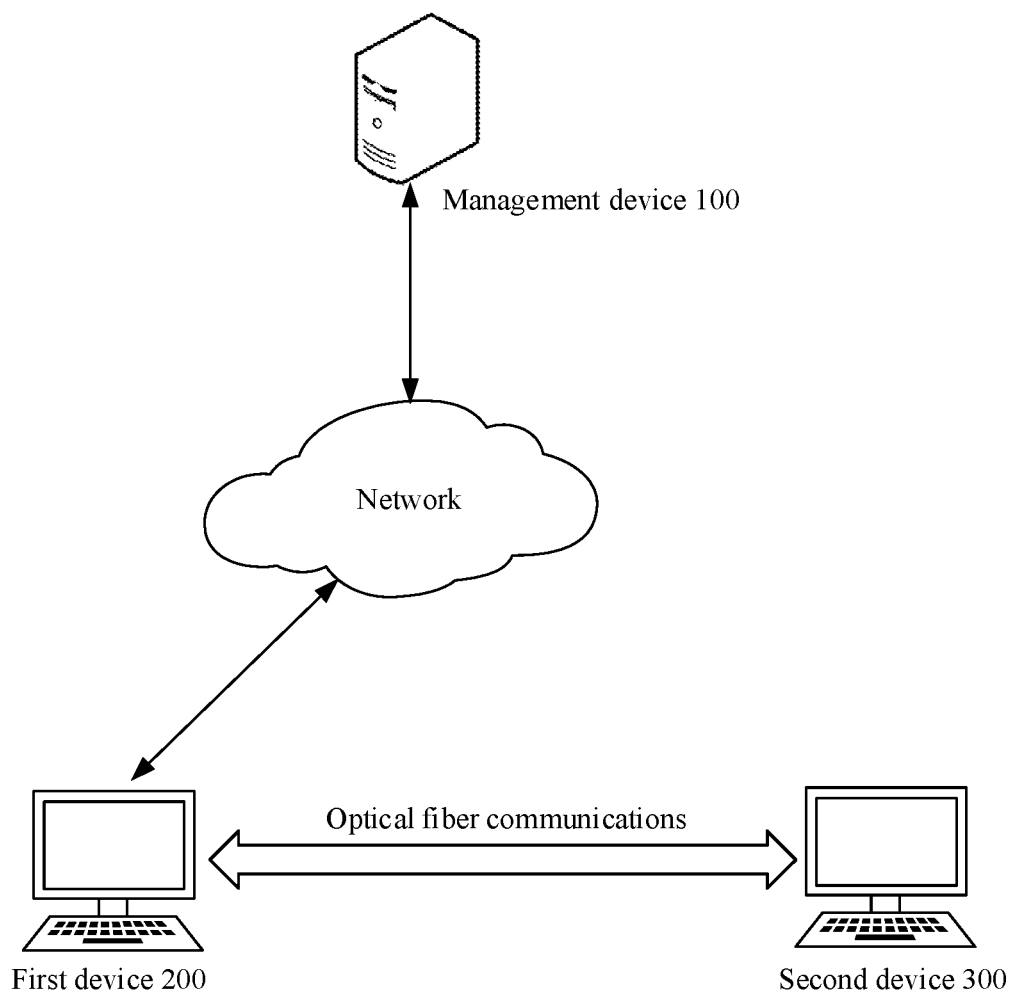 Management device 100
Network
Optical fiber communications
First device 200
Second device 300